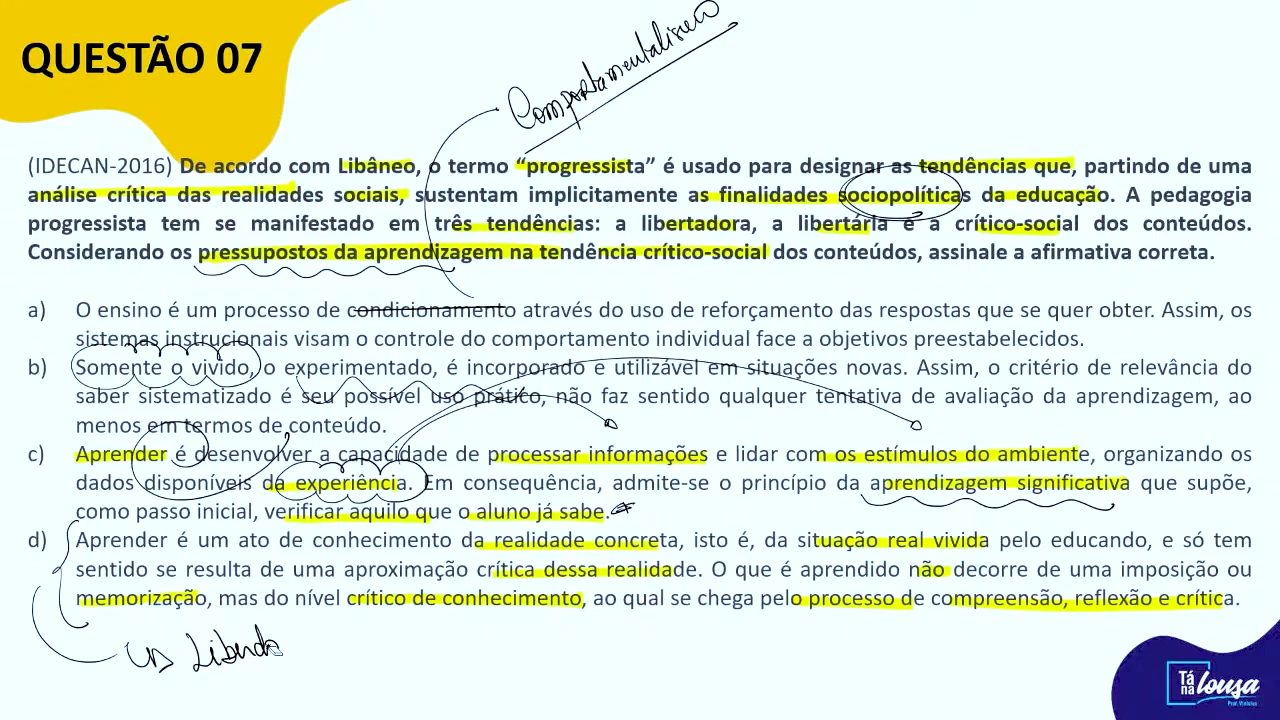 QUESTÃO 07
Comportamentalismo
(IDECAN-2016) De acordo com Libâneo, o termo “progressista” é usado para designar as tendências que, partindo de uma
análise crítica das realidades sociais, sustentam implicitamente as finalidades sociopolíticas da educação. A pedagogia
progressista tem se manifestado em três tendências: a libertadora, a libertária e a crítico-social dos conteúdos.
Considerando os pressupostos da aprendizagem na tendência crítico-social dos conteúdos, assinale a afirmativa correta.
a) O ensino é um processo de condicionamento através do uso de reforçamento das respostas que se quer obter. Assim, os
sistemas instrucionais visam o controle do comportamento individual face a objetivos preestabelecidos.
b) Somente o vivido, o experimentado, é incorporado e utilizável em situações novas. Assim, o critério de relevância do
saber sistematizado é seu possível uso prático, não faz sentido qualquer tentativa de avaliação da aprendizagem, ao
menos em termos de conteúdo.
c) Aprender é desenvolver a capacidade de processar informações e lidar com os estímulos do ambiente, organizando os
dados disponíveis da experiência. Em consequência, admite-se o princípio da aprendizagem significativa que supõe,
como passo inicial, verificar aquilo que o aluno já sabe.
d) Aprender é um ato de conhecimento da realidade concreta, isto é, da situação real vivida pelo educando, e só tem
sentido se resulta de uma aproximação crítica dessa realidade. O que é aprendido não decorre de uma imposição ou
memorização, mas do nível crítico de conhecimento, ao qual se chega pelo processo de compreensão, reflexão e crítica.
Tá
na lousa
Prof. Vinícius